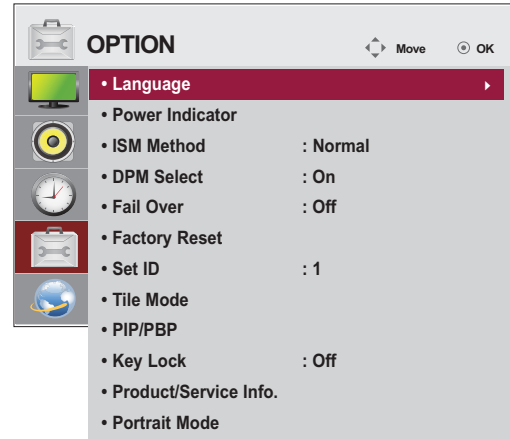 OPTION Move OK
• Language
• Power Indicator
• ISM Method : Normal
• DPM Select : On
• Fail Over : Off
• Factory Reset
• Set ID : 1
• Tile Mode
• PIP/PBP
• Key Lock : Off
• Product/Service Info.
• Portrait Mode